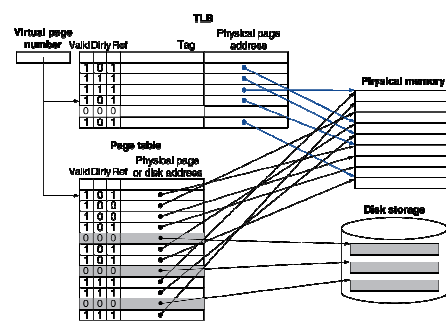 TLB
Virtual page
number
Valid Dirty Ref
Tag
Physical page
address
1 0 1
1 1 1
1 1 1
1 0 1
0 0 0
1 0 1
Physical memory
Page table
Physical page
Valid Dirty Ref or disk address
1 0 1
1 0 0
1 0 0
1 0 1
0 0 0
1 0 1
1 0 1
0 0 0
1 1 1
1 1 1
0 0 0
1 1 1
Disk storage